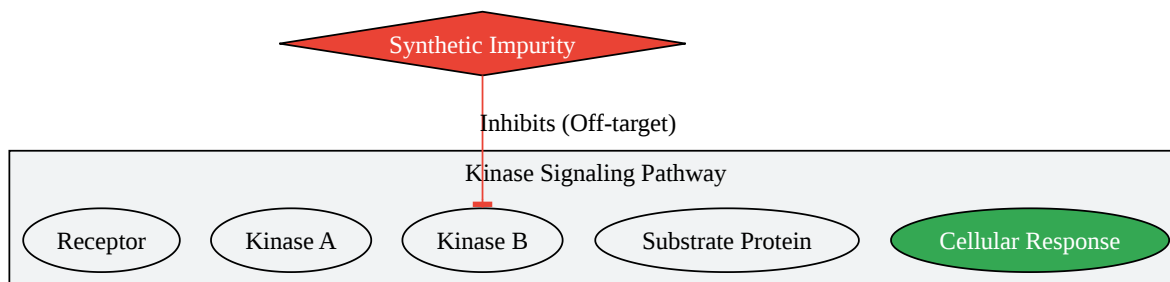 Synthetic Impurity
Inhibits (Off-target)
Kinase Signaling Pathway
Receptor
Kinase A
Kinase B
Substrate Protein
Cellular Response